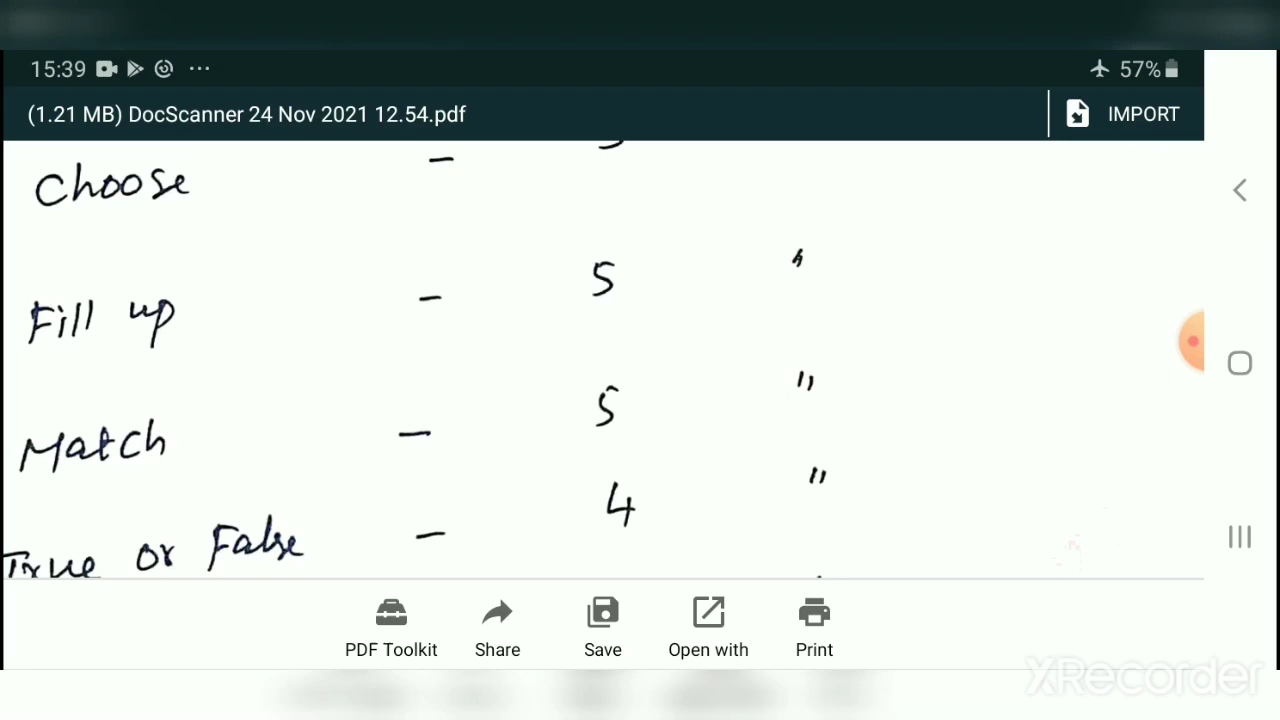 15:39 ... 57%
(1.21 MB) DocScanner 24 Nov 2021 12.54.pdf IMPORT
Choose -
Fill up - 5 "
Match - 5 "
True or False - 4 "
PDF Toolkit Share Save Open with Print
XRecorder